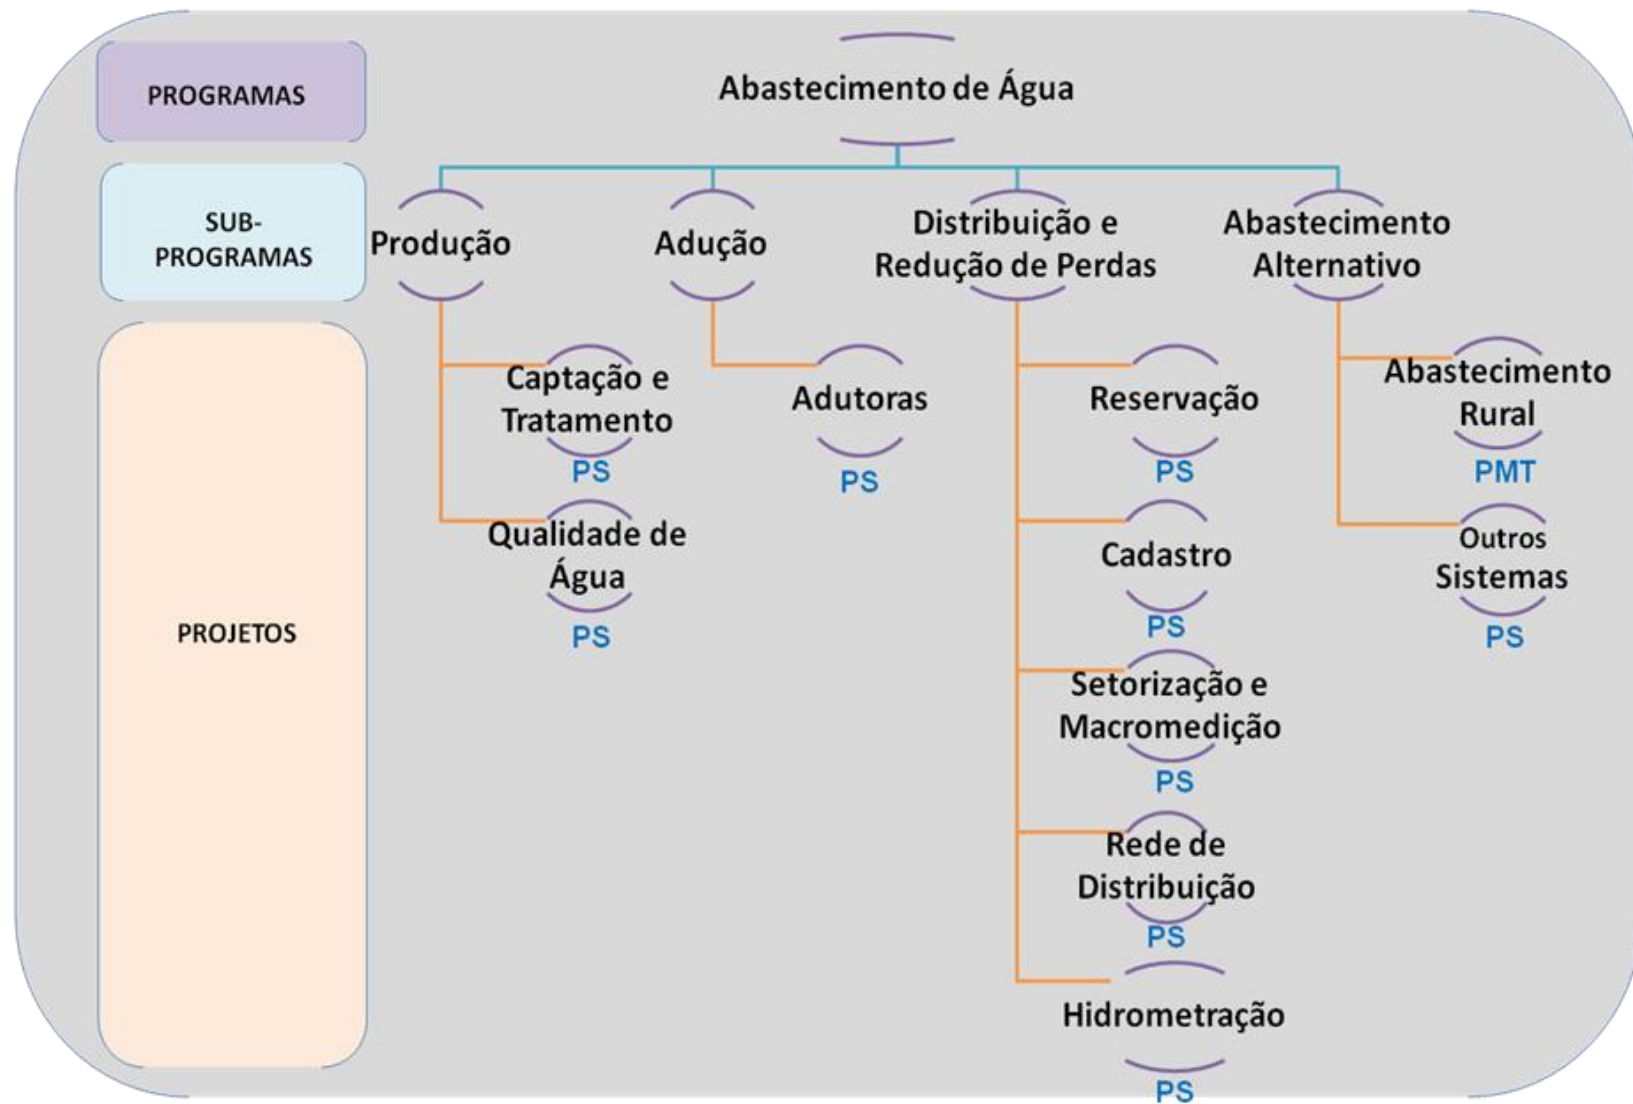 PROGRAMAS
Abastecimento de Água
SUB-
PROGRAMAS
Produção
Adução
Distribuição e
Redução de Perdas
Abastecimento
Alternativo
PROJETOS
Captação e
Tratamento
PS
Qualidade de
Água
PS
Adutoras
PS
Reservação
PS
Cadastro
PS
Setorização e
Macromedição
PS
Rede de
Distribuição
PS
Hidrometração
PS
Abastecimento
Rural
PMT
Outros
Sistemas
PS